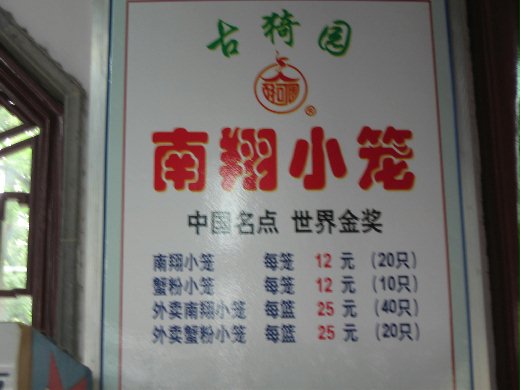 古猗园
®
南翔小笼
中国名点 世界金奖
南翔小笼 每笼 12 元 (20只)
蟹粉小笼 每笼 12 元 (10只)
外卖南翔小笼 每篮 25 元 (40只)
外卖蟹粉小笼 每篮 25 元 (20只)